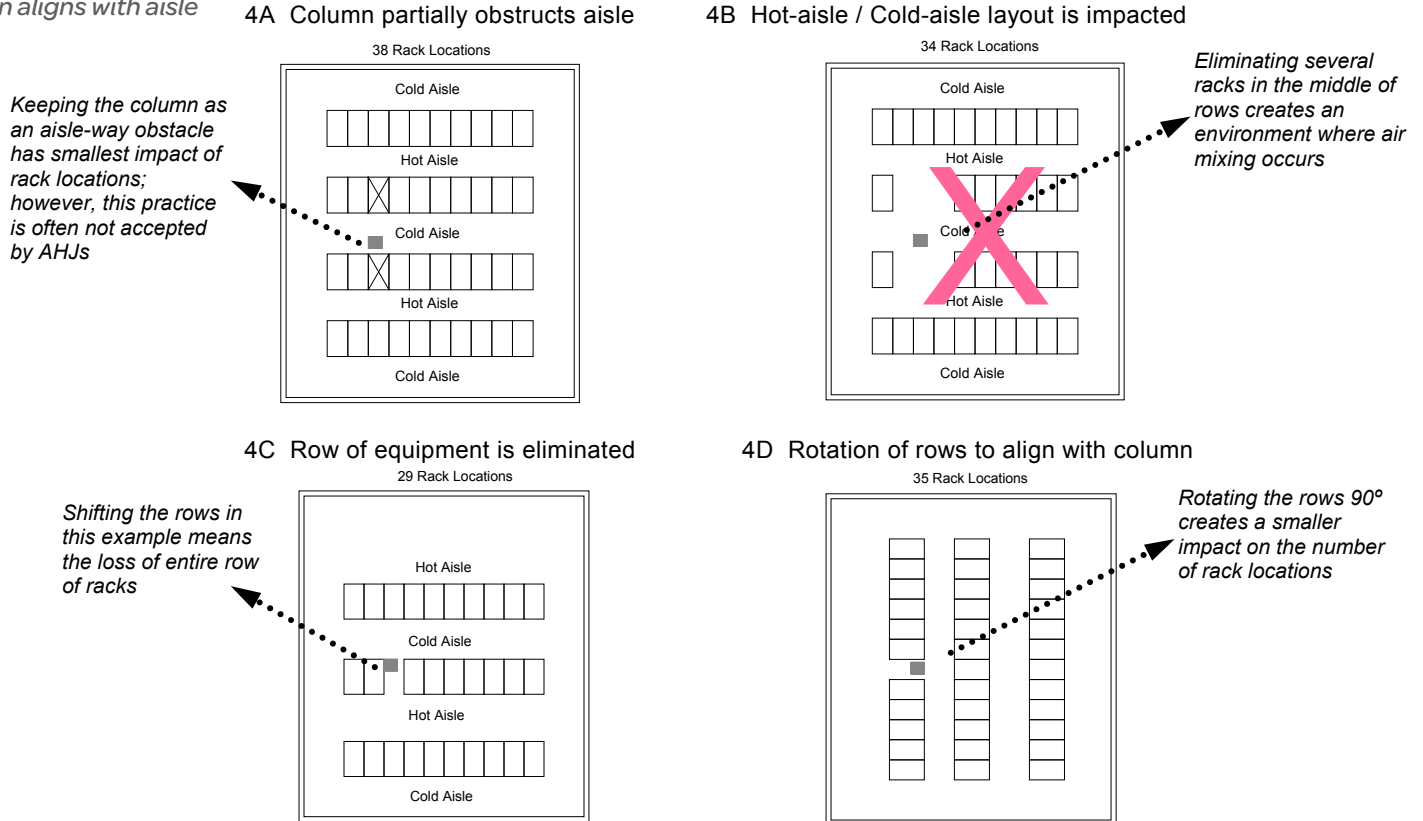 n aligns with aisle
4A Column partially obstructs aisle
38 Rack Locations
Keeping the column as
an aisle-way obstacle
has smallest impact of
rack locations;
however, this practice
is often not accepted
by AHJs
Cold Aisle
Hot Aisle
Cold Aisle
Hot Aisle
Cold Aisle
4B Hot-aisle / Cold-aisle layout is impacted
34 Rack Locations
Eliminating several
racks in the middle of
rows creates an
environment where air
mixing occurs
Cold Aisle
Hot Aisle
Cold Aisle
Hot Aisle
Cold Aisle
4C Row of equipment is eliminated
29 Rack Locations
Shifting the rows in
this example means
the loss of entire row
of racks
Hot Aisle
Cold Aisle
Hot Aisle
Cold Aisle
4D Rotation of rows to align with column
35 Rack Locations
Rotating the rows 90º
creates a smaller
impact on the number
of rack locations